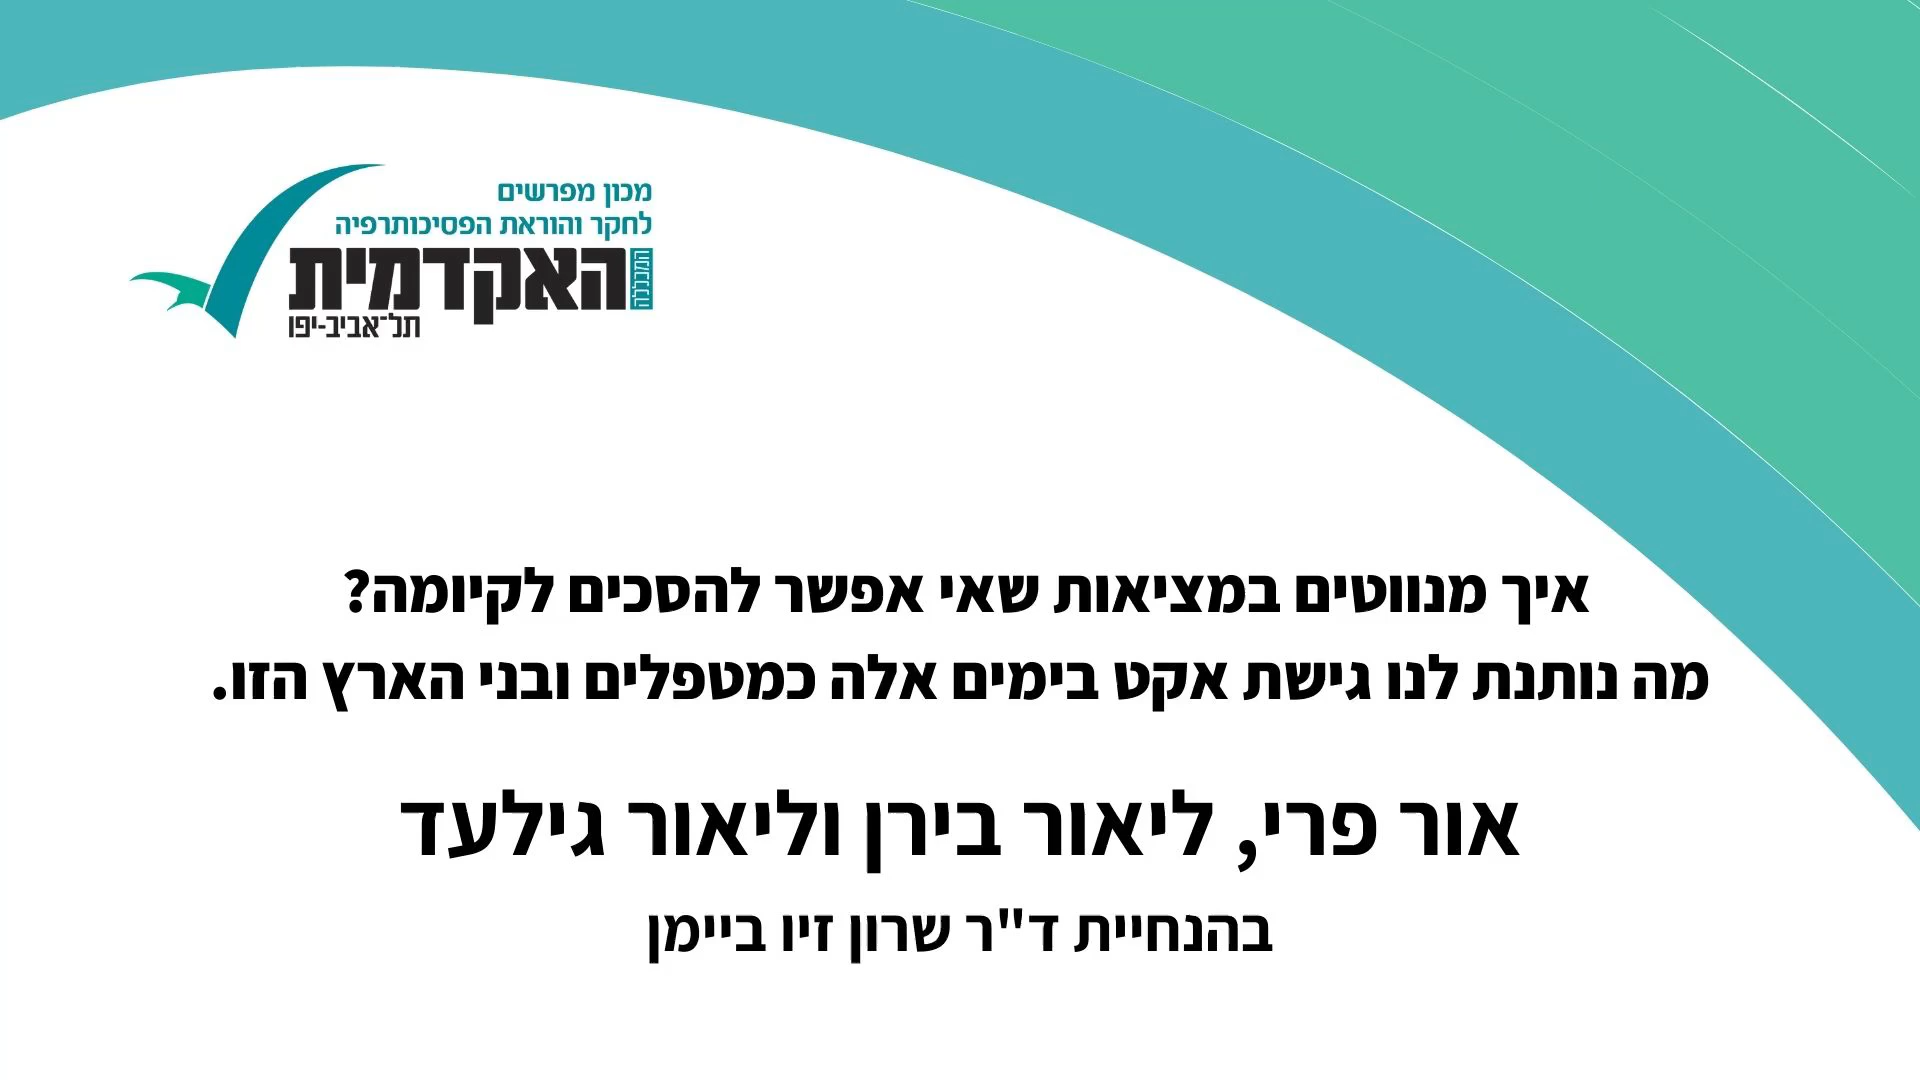 מכון מפרשים
לחקר והוראת הפסיכותרפיה
המכללה האקדמית
תל־אביב-יפו
איך מנווטים במציאות שאי אפשר להסכים לקיומה?
מה נותנת לנו גישת אקט בימים אלה כמטפלים ובני הארץ הזו.
אור פרי, ליאור בירן וליאור גילעד
בהנחיית ד"ר שרון זיו ביימן